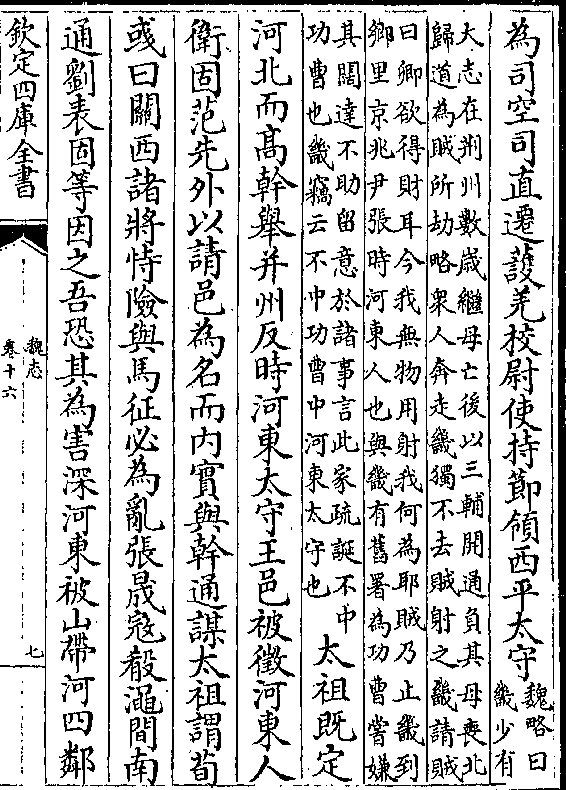 為司空司直遷護羌校尉使持節領西平太守
魏略曰
畿少有
大志在荆州數歲繼母亡後以三輔開通負其母喪北
歸道為賊所劫略衆人奔走畿獨不去賊射之畿請賊
曰卿欲得財耳今我無物用射我何為耶賊乃止畿到
鄉里京兆尹張時河東人也與畿有舊署為功曹嘗嫌
其闊達不助留意於諸事言此家疏誕不中
功曹也畿竊云不中功曹中河東太守也
太祖既定
河北而髙幹舉并州反時河東太守王邑被徵河東人
衛固范先外以請邑為名而内實與幹通謀太祖謂荀
彧曰關西諸將恃險與馬征必為亂張晟寇殽澠間南
通劉表固等因之吾恐其為害深河東被山帶河四鄰
欽定四庫全書
魏志
卷十六
七